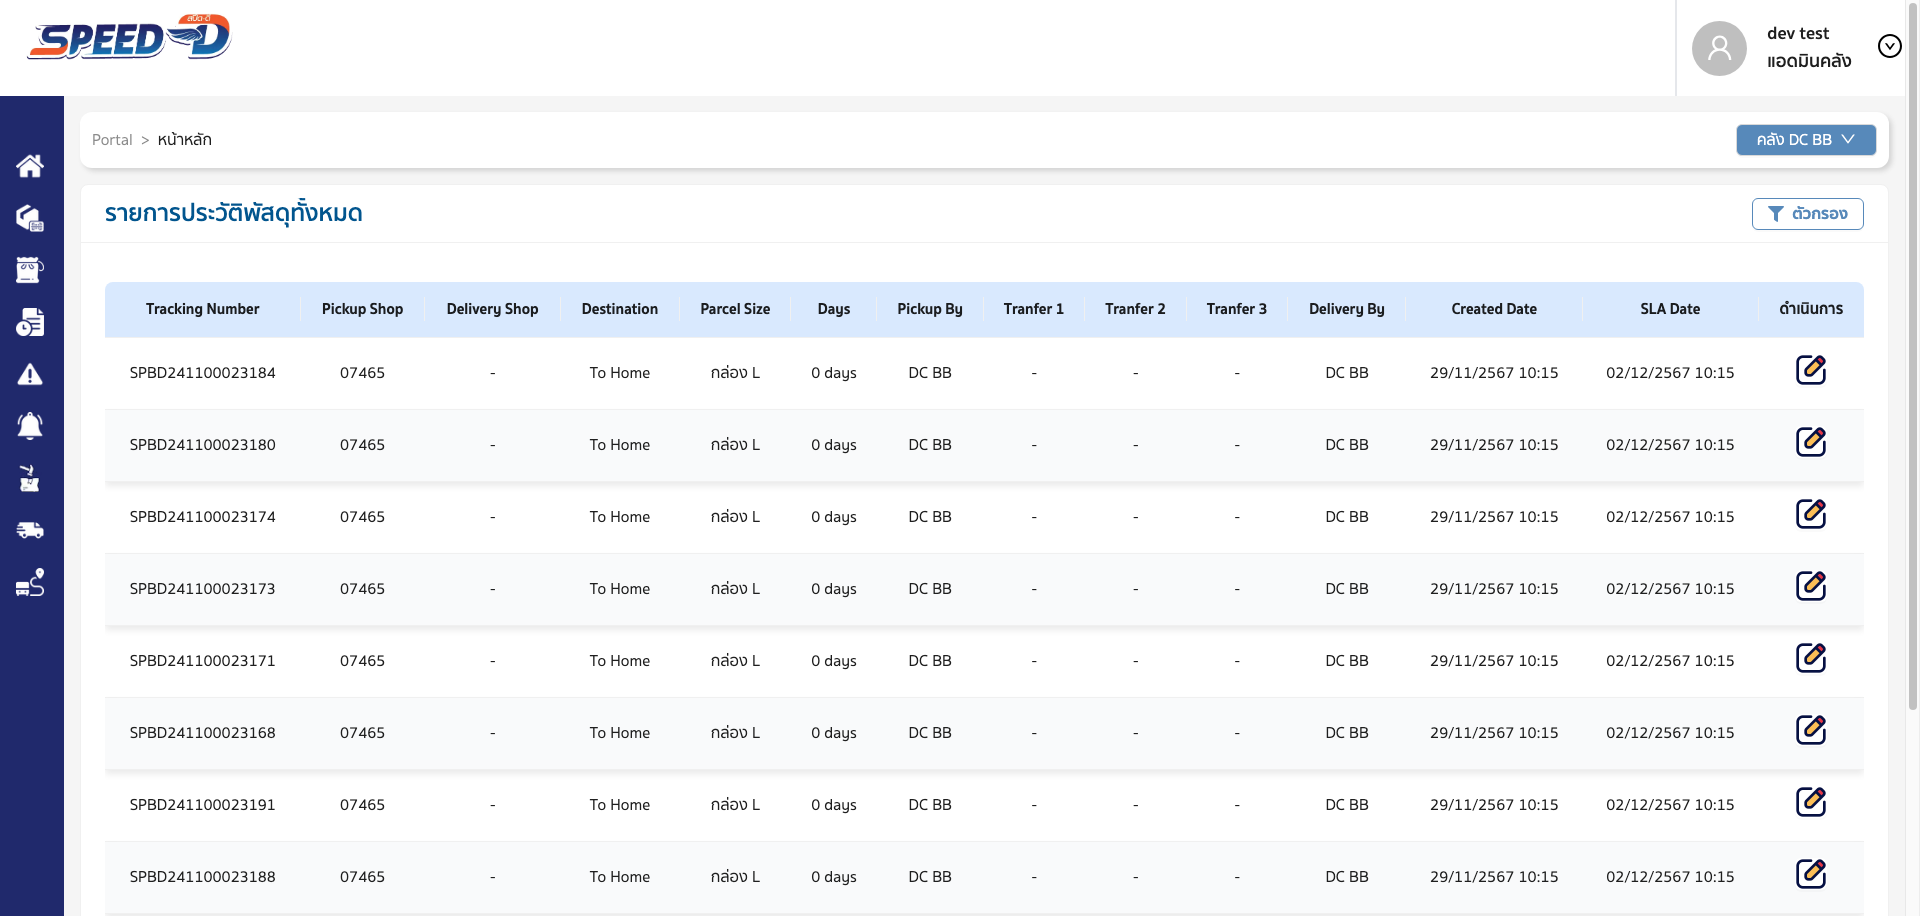 สปีด-ดี
SPEED-D
dev test
แอดมินคลัง
Portal > หน้าหลัก
คลัง DC BB
รายการประวัติพัสดุทั้งหมด
ตัวกรอง
Tracking Number Pickup Shop Delivery Shop Destination Parcel Size Days Pickup By Tranfer 1 Tranfer 2 Tranfer 3 Delivery By Created Date SLA Date ดำเนินการ
SPBD241100023184 07465 - To Home กล่อง L 0 days DC BB - - - DC BB 29/11/2567 10:15 02/12/2567 10:15
SPBD241100023180 07465 - To Home กล่อง L 0 days DC BB - - - DC BB 29/11/2567 10:15 02/12/2567 10:15
SPBD241100023174 07465 - To Home กล่อง L 0 days DC BB - - - DC BB 29/11/2567 10:15 02/12/2567 10:15
SPBD241100023173 07465 - To Home กล่อง L 0 days DC BB - - - DC BB 29/11/2567 10:15 02/12/2567 10:15
SPBD241100023171 07465 - To Home กล่อง L 0 days DC BB - - - DC BB 29/11/2567 10:15 02/12/2567 10:15
SPBD241100023168 07465 - To Home กล่อง L 0 days DC BB - - - DC BB 29/11/2567 10:15 02/12/2567 10:15
SPBD241100023191 07465 - To Home กล่อง L 0 days DC BB - - - DC BB 29/11/2567 10:15 02/12/2567 10:15
SPBD241100023188 07465 - To Home กล่อง L 0 days DC BB - - - DC BB 29/11/2567 10:15 02/12/2567 10:15